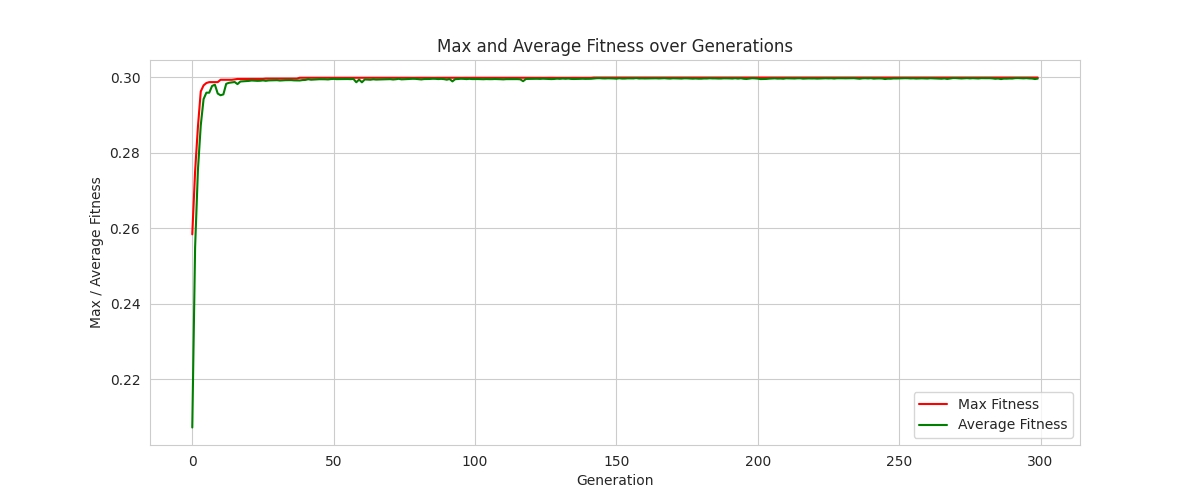 Max and Average Fitness over Generations
Max / Average Fitness
0.30
0.28
0.26
0.24
0.22
0
50
100
150
200
250
300
Generation
Max Fitness
Average Fitness